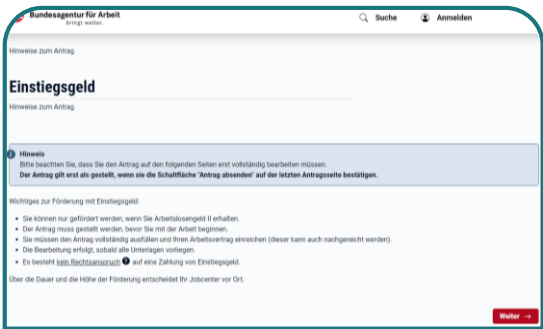 Bundesagentur für Arbeit
bringt weiter.
Suche
Anmelden
Hinweise zum Antrag
Einstiegsgeld
Hinweise zum Antrag
Hinweis
Bitte beachten Sie, dass Sie den Antrag auf den folgenden Seiten erst vollständig bearbeiten müssen.
Der Antrag gilt erst als gestellt, wenn sie die Schaltfläche "Antrag absenden" auf der letzten Antragsseite bestätigen.
Wichtiges zur Förderung mit Einstiegsgeld:
Sie können nur gefördert werden, wenn Sie Arbeitslosengeld II erhalten.
Der Antrag muss gestellt werden, bevor Sie mit der Arbeit beginnen.
Sie müssen den Antrag vollständig ausfüllen und Ihren Arbeitsvertrag einreichen (dieser kann auch nachgereicht werden).
Die Bearbeitung erfolgt, sobald alle Unterlagen vorliegen.
Es besteht kein Rechtsanspruch ? auf eine Zahlung von Einstiegsgeld.
Über die Dauer und die Höhe der Förderung entscheidet Ihr Jobcenter vor Ort.
Weiter →